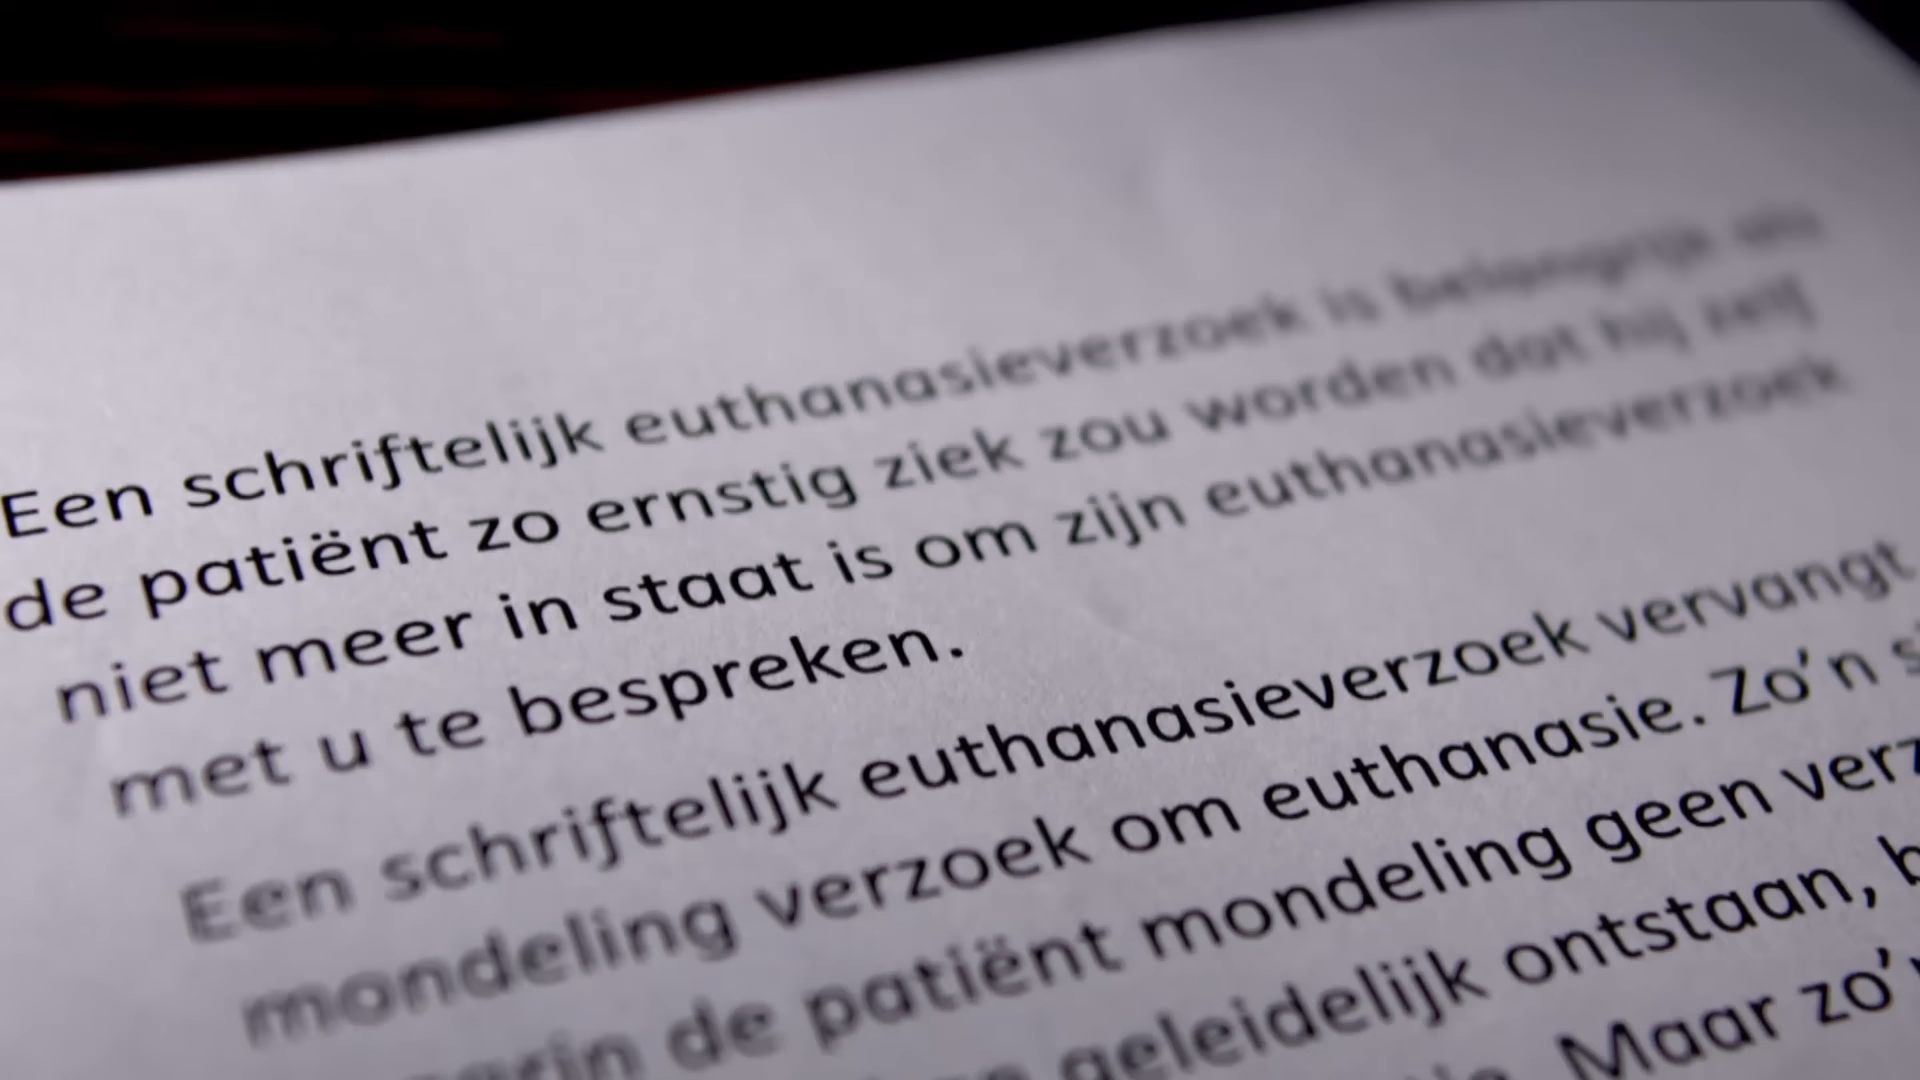 Een schriftelijk euthanasieverzoek is belangrijk als
de patiënt zo ernstig ziek zou worden dat hij zelf
niet meer in staat is om zijn euthanasieverzoek
met u te bespreken.
Een schriftelijk euthanasieverzoek vervangt
mondeling verzoek om euthanasie. Zo’n
de patiënt mondeling geen
geleidelijk ontstaan,
Maar